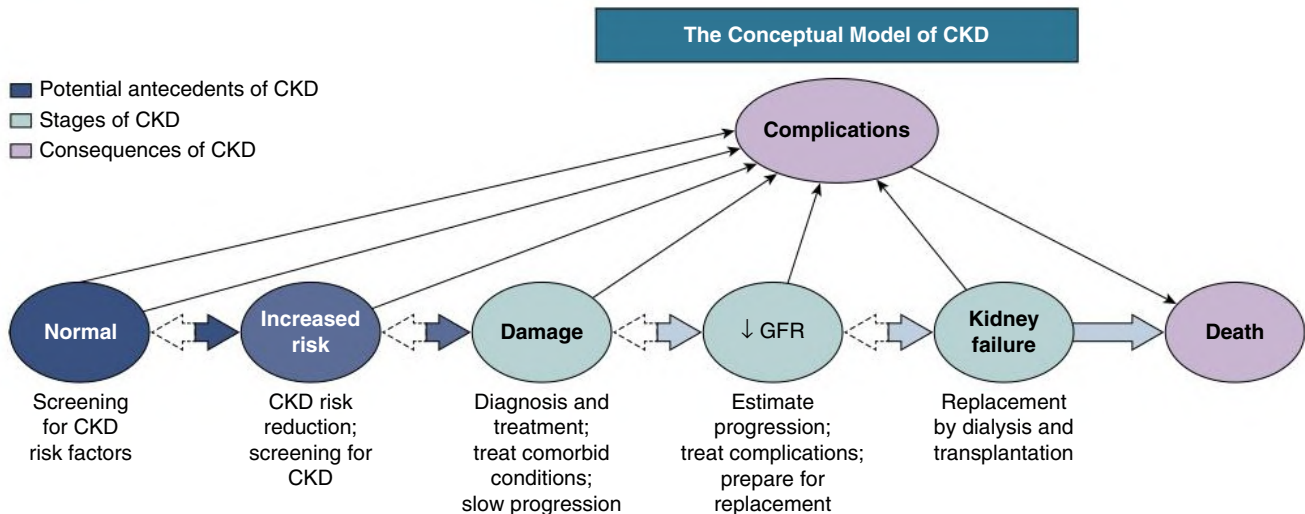 The Conceptual Model of CKD
Potential antecedents of CKD
Stages of CKD
Consequences of CKD
Complications
Normal
Increased
risk
Damage
↓ GFR
Kidney
failure
Death
Screening
for CKD
risk factors
CKD risk
reduction;
screening for
CKD
Diagnosis and
treatment;
treat comorbid
conditions;
slow progression
Estimate
progression;
treat complications;
prepare for
replacement
Replacement
by dialysis and
transplantation